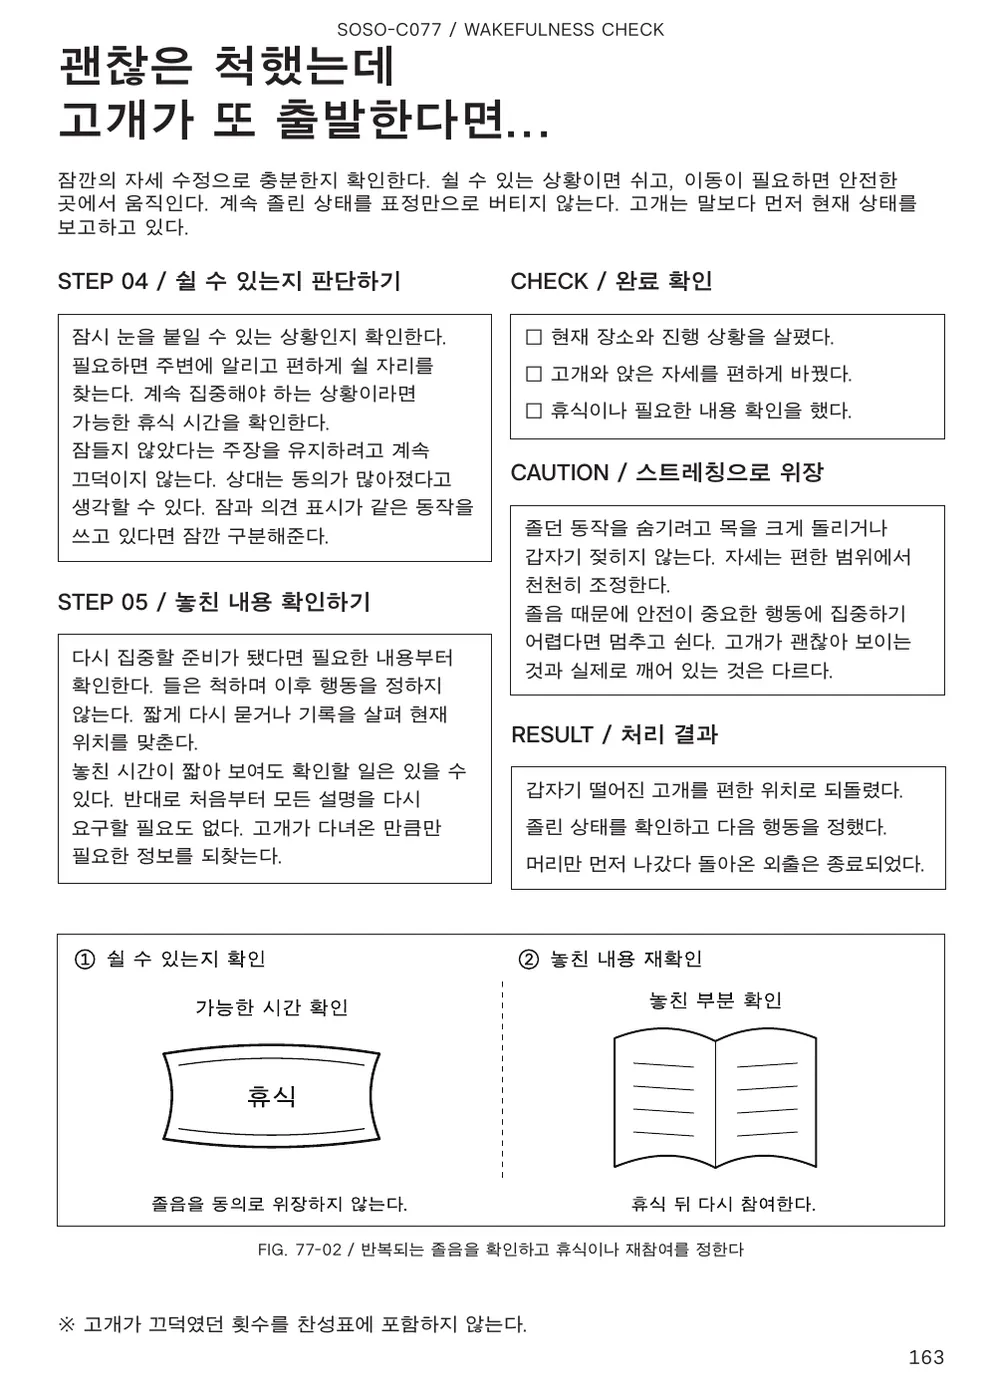 SOSO-C077 / WAKEFULNESS CHECK
괜찮은 척했는데
고개가 또 출발한다면...
잠깐의 자세 수정으로 충분한지 확인한다. 쉴 수 있는 상황이면 쉬고, 이동이 필요하면 안전한
곳에서 움직인다. 계속 졸린 상태를 표정만으로 버티지 않는다. 고개는 말보다 먼저 현재 상태를
보고하고 있다.
STEP 04 / 쉴 수 있는지 판단하기
잠시 눈을 붙일 수 있는 상황인지 확인한다.
필요하면 주변에 알리고 편하게 쉴 자리를
찾는다. 계속 집중해야 하는 상황이라면
가능한 휴식 시간을 확인한다.
잠들지 않았다는 주장을 유지하려고 계속
끄덕이지 않는다. 상대는 동의가 많아졌다고
생각할 수 있다. 잠과 의견 표시가 같은 동작을
쓰고 있다면 잠깐 구분해준다.
STEP 05 / 놓친 내용 확인하기
다시 집중할 준비가 됐다면 필요한 내용부터
확인한다. 들은 척하며 이후 행동을 정하지
않는다. 짧게 다시 묻거나 기록을 살펴 현재
위치를 맞춘다.
놓친 시간이 짧아 보여도 확인할 일은 있을 수
있다. 반대로 처음부터 모든 설명을 다시
요구할 필요도 없다. 고개가 다녀온 만큼만
필요한 정보를 되찾는다.
CHECK / 완료 확인
□ 현재 장소와 진행 상황을 살폈다.
□ 고개와 앉은 자세를 편하게 바꿨다.
□ 휴식이나 필요한 내용 확인을 했다.
CAUTION / 스트레칭으로 위장
졸던 동작을 숨기려고 목을 크게 돌리거나
갑자기 젖히지 않는다. 자세는 편한 범위에서
천천히 조정한다.
졸음 때문에 안전이 중요한 행동에 집중하기
어렵다면 멈추고 쉰다. 고개가 괜찮아 보이는
것과 실제로 깨어 있는 것은 다르다.
RESULT / 처리 결과
갑자기 떨어진 고개를 편한 위치로 되돌렸다.
졸린 상태를 확인하고 다음 행동을 정했다.
머리만 먼저 나갔다 돌아온 외출은 종료되었다.
① 쉴 수 있는지 확인
가능한 시간 확인
휴식
졸음을 동의로 위장하지 않는다.
② 놓친 내용 재확인
놓친 부분 확인
휴식 뒤 다시 참여한다.
FIG. 77-02 / 반복되는 졸음을 확인하고 휴식이나 재참여를 정한다
※ 고개가 끄덕였던 횟수를 찬성표에 포함하지 않는다.
163